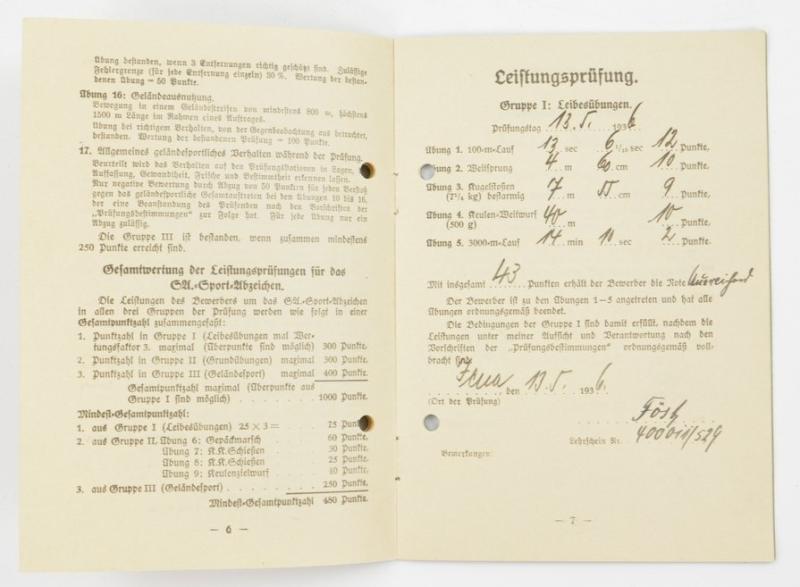 Übung bestanden, wenn 3 Entfernungen richtig geschätzt sind. Zulässige
Fehlergrenze (für jede Entfernung einzeln) 30 %. Wertung der bestan-
denen Übung = 50 Punkte.
Übung 16: Geländeausnutzung.
Bewegung in einem Geländestreifen von mindestens 800 m, höchstens
1500 m Länge im Rahmen eines Auftrages.
Übung bei richtigem Verhalten, von der Gegenbeobachtung aus betrachtet,
bestanden. Wertung der bestandenen Prüfung = 100 Punkte.
17. Allgemeines geländesportliches Verhalten während der Prüfung.
Beurteilt wird das Verhalten auf den Prüfungsstationen in Lagen,
Auffassung, Gewandtheit, Frische und Bestimmtheit erkennen lassen.
Nur negative Bewertung durch Abzug von 50 Punkten für jeden Verstoß
gegen das geländesportliche Gesamtauftreten bei den Übungen 10 bis 16,
der eine Beanstandung des Prüfenden nach den Vorschriften der
„Prüfungsbestimmungen" zur Folge hat. Für jede Übung nur ein
Abzug zulässig.
Die Gruppe III ist bestanden, wenn zusammen mindestens
250 Punkte erreicht sind.
Gesamtwertung der Leistungsprüfungen für das
SA.-Sport-Abzeichen.
Die Leistungen des Bewerbers um das SA.-Sport-Abzeichen
in allen drei Gruppen der Prüfung werden wie folgt in einer
Gesamtpunktzahl zusammengefaßt:
1. Punktzahl in Gruppe I (Leibesübungen mal Wer-
tungsfaktor 3. maximal (Überpunkte sind möglich) 300 Punkte.
2. Punktzahl in Gruppe II (Grundübungen) maximal 300 Punkte.
3. Punktzahl in Gruppe III (Geländesport) maximal 400 Punkte.
Gesamtpunktzahl maximal (Überpunkte aus
Gruppe I sind möglich) . . . . . 1000 Punkte.
Mindest-Gesamtpunktzahl:
1. aus Gruppe I (Leibesübungen) 25 × 3 = . . . 75 Punkte.
2. aus Gruppe II, Übung 6: Gepäckmarsch 60 Punkte.
Übung 7: K.K.Schießen . 30 Punkte.
Übung 8: K.K.Schießen . 25 Punkte.
Übung 9: Keulenzielwurf . 40 Punkte.
3. aus Gruppe III (Geländesport) . . . . . 250 Punkte.
Mindest-Gesamtpunktzahl 480 Punkte.
— 6 —
Leistungsprüfung.
Gruppe I: Leibesübungen.
Prüfungstag 13. 5. 1936
Übung 1. 100-m-Lauf 13 sec 6 1/10 sec 12 Punkte,
Übung 2. Weitsprung 4 m 60 cm 10 Punkte,
Übung 3. Kugelstoßen
(7¼ kg) bestarmig 7 m 55 cm 9 Punkte,
Übung 4. Keulen-Weitwurf
(500 g) 40 m 10 Punkte,
Übung 5. 3000-m-Lauf 14 min 10 sec 2 Punkte.
Mit insgesamt 43 Punkten erhält der Bewerber die Note Ausreichend
Der Bewerber ist zu den Übungen 1—5 angetreten und hat alle
Übungen ordnungsgemäß beendet.
Die Bedingungen der Gruppe I sind damit erfüllt, nachdem die
Leistungen unter meiner Aufsicht und Verantwortung nach den
Vorschriften der „Prüfungsbestimmungen" ordnungsgemäß voll-
bracht sind.
Jena, den 13. 5. 1936.
(Ort der Prüfung)
Lehrschein Nr.
Bemerkungen:
— 7 —